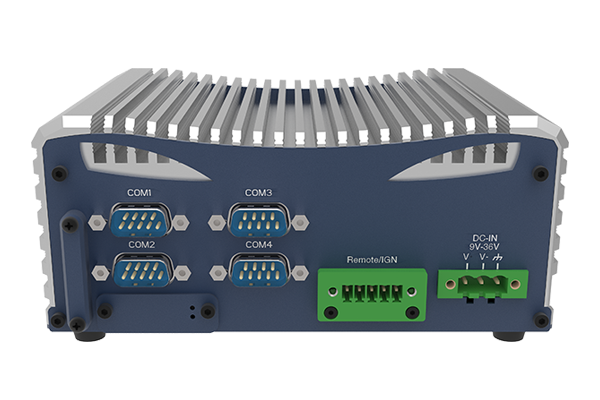 COM1
COM3
COM2
COM4
Remote/IGN
DC-IN
9V-36V
V V-